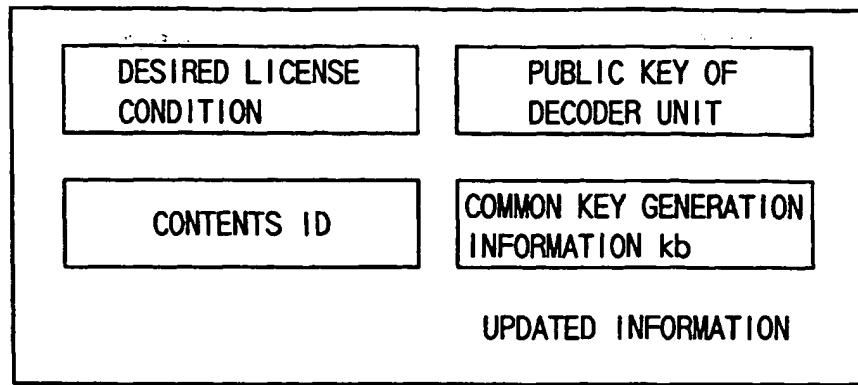 DESIRED LICENSE
CONDITION
PUBLIC KEY OF
DECODER UNIT
CONTENTS ID
COMMON KEY GENERATION
INFORMATION kb
UPDATED INFORMATION